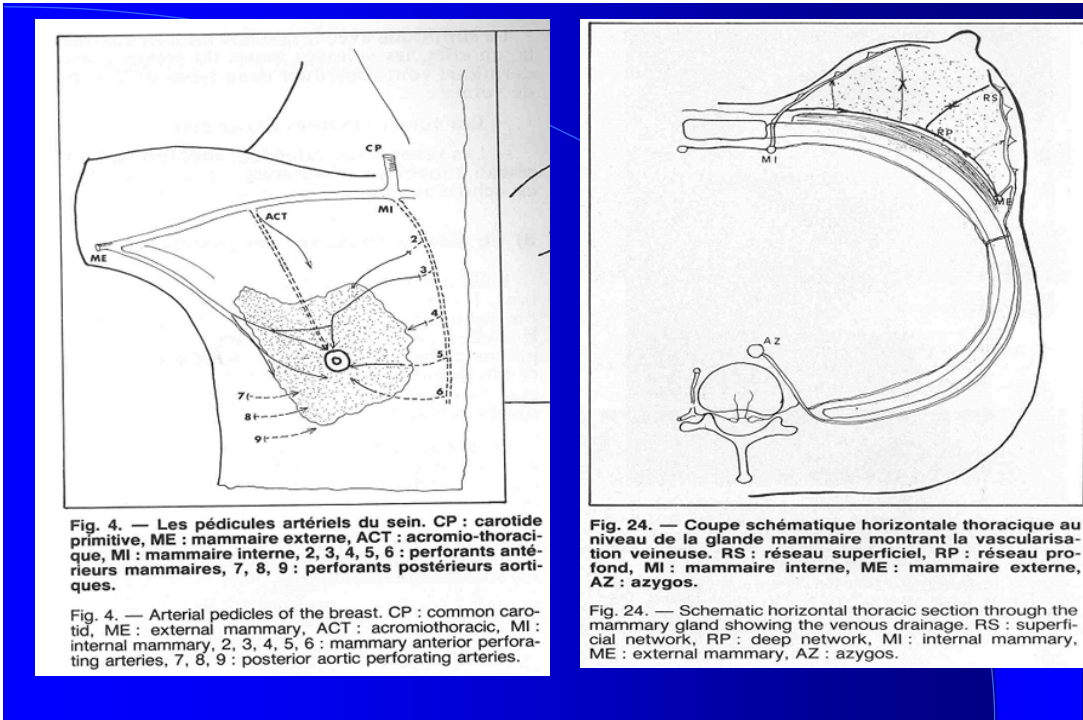 CP
ACT
MI
ME
2
3
4
5
6
7
8
9
Fig. 4. — Les pédicules artériels du sein. CP : carotide
primitive, ME : mammaire externe, ACT : acromio-thoraci-
que, MI : mammaire interne, 2, 3, 4, 5, 6 : perforants anté-
rieurs mammaires, 7, 8, 9 : perforants postérieurs aorti-
ques.
Fig. 4. — Arterial pedicles of the breast. CP : common caro-
tid, ME : external mammary, ACT : acromiothoracic, MI :
internal mammary, 2, 3, 4, 5, 6 : mammary anterior perfora-
ting arteries, 7, 8, 9 : posterior aortic perforating arteries.
RS
RP
MI
ME
AZ
Fig. 24. — Coupe schématique horizontale thoracique au
niveau de la glande mammaire montrant la vascularisa-
tion veineuse. RS : réseau superficiel, RP : réseau pro-
fond, MI : mammaire interne, ME : mammaire externe,
AZ : azygos.
Fig. 24. — Schematic horizontal thoracic section through the
mammary gland showing the venous drainage. RS : superfi-
cial network, RP : deep network, MI : internal mammary,
ME : external mammary, AZ : azygos.